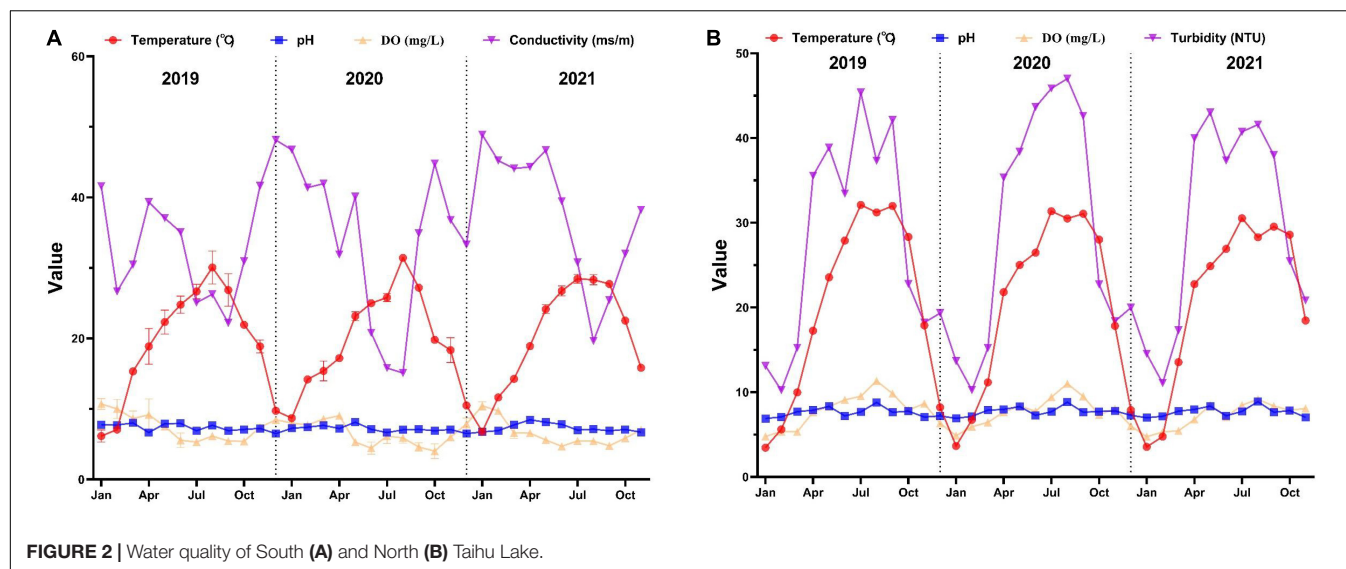 A
Temperature (℃) pH DO (mg/L) Conductivity (ms/m)
2019 2020 2021
60
40
20
0
Value
Jan Apr Jul Oct Jan Apr Jul Oct Jan Apr Jul Oct
B
Temperature (℃) pH DO (mg/L) Turbidity (NTU)
2019 2020 2021
50
40
30
20
10
0
Value
Jan Apr Jul Oct Jan Apr Jul Oct Jan Apr Jul Oct
FIGURE 2 | Water quality of South (A) and North (B) Taihu Lake.